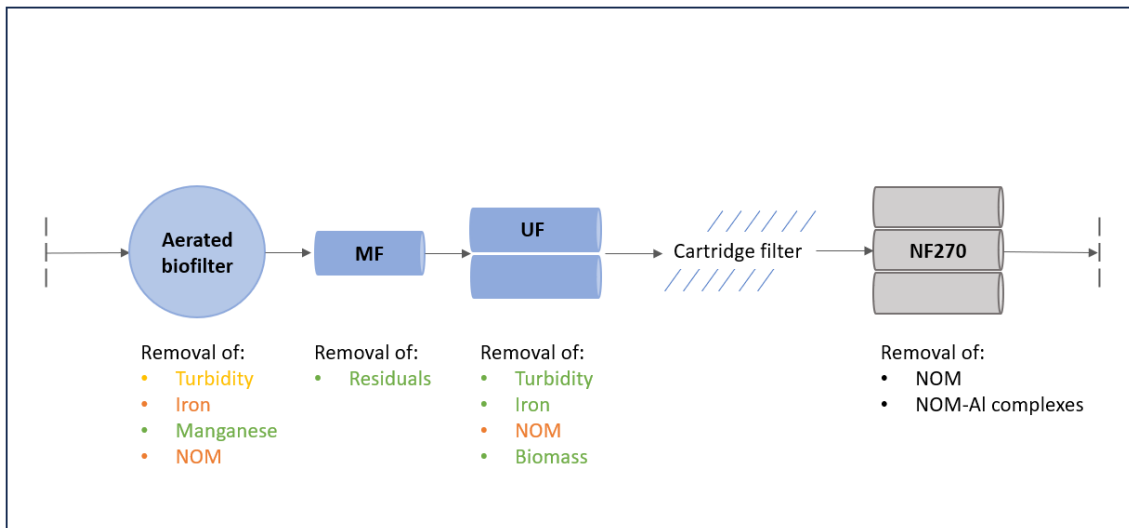 Aerated
biofilter
MF
UF
Cartridge filter
NF270
Removal of:
• Turbidity
• Iron
• Manganese
• NOM
Removal of:
• Residuals
Removal of:
• Turbidity
• Iron
• NOM
• Biomass
Removal of:
• NOM
• NOM-Al complexes